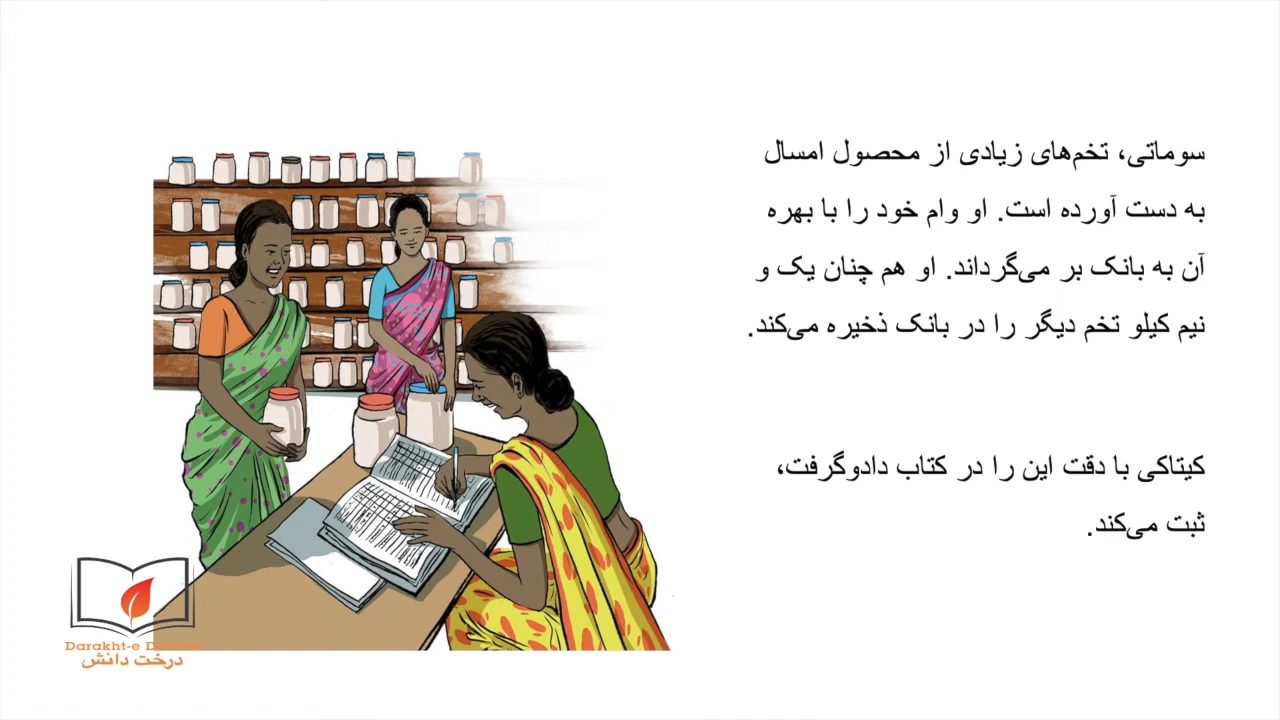 سوماتی، تخم‌های زیادی از محصول امسال
به دست آورده است. او وام خود را با بهره
آن به بانک بر می‌گرداند. او هم چنان یک و
نیم کیلو تخم دیگر را در بانک ذخیره می‌کند.
کیتاکی با دقت این را در کتاب دادوگرفت،
ثبت می‌کند.
Darakht-e
درخت دانش